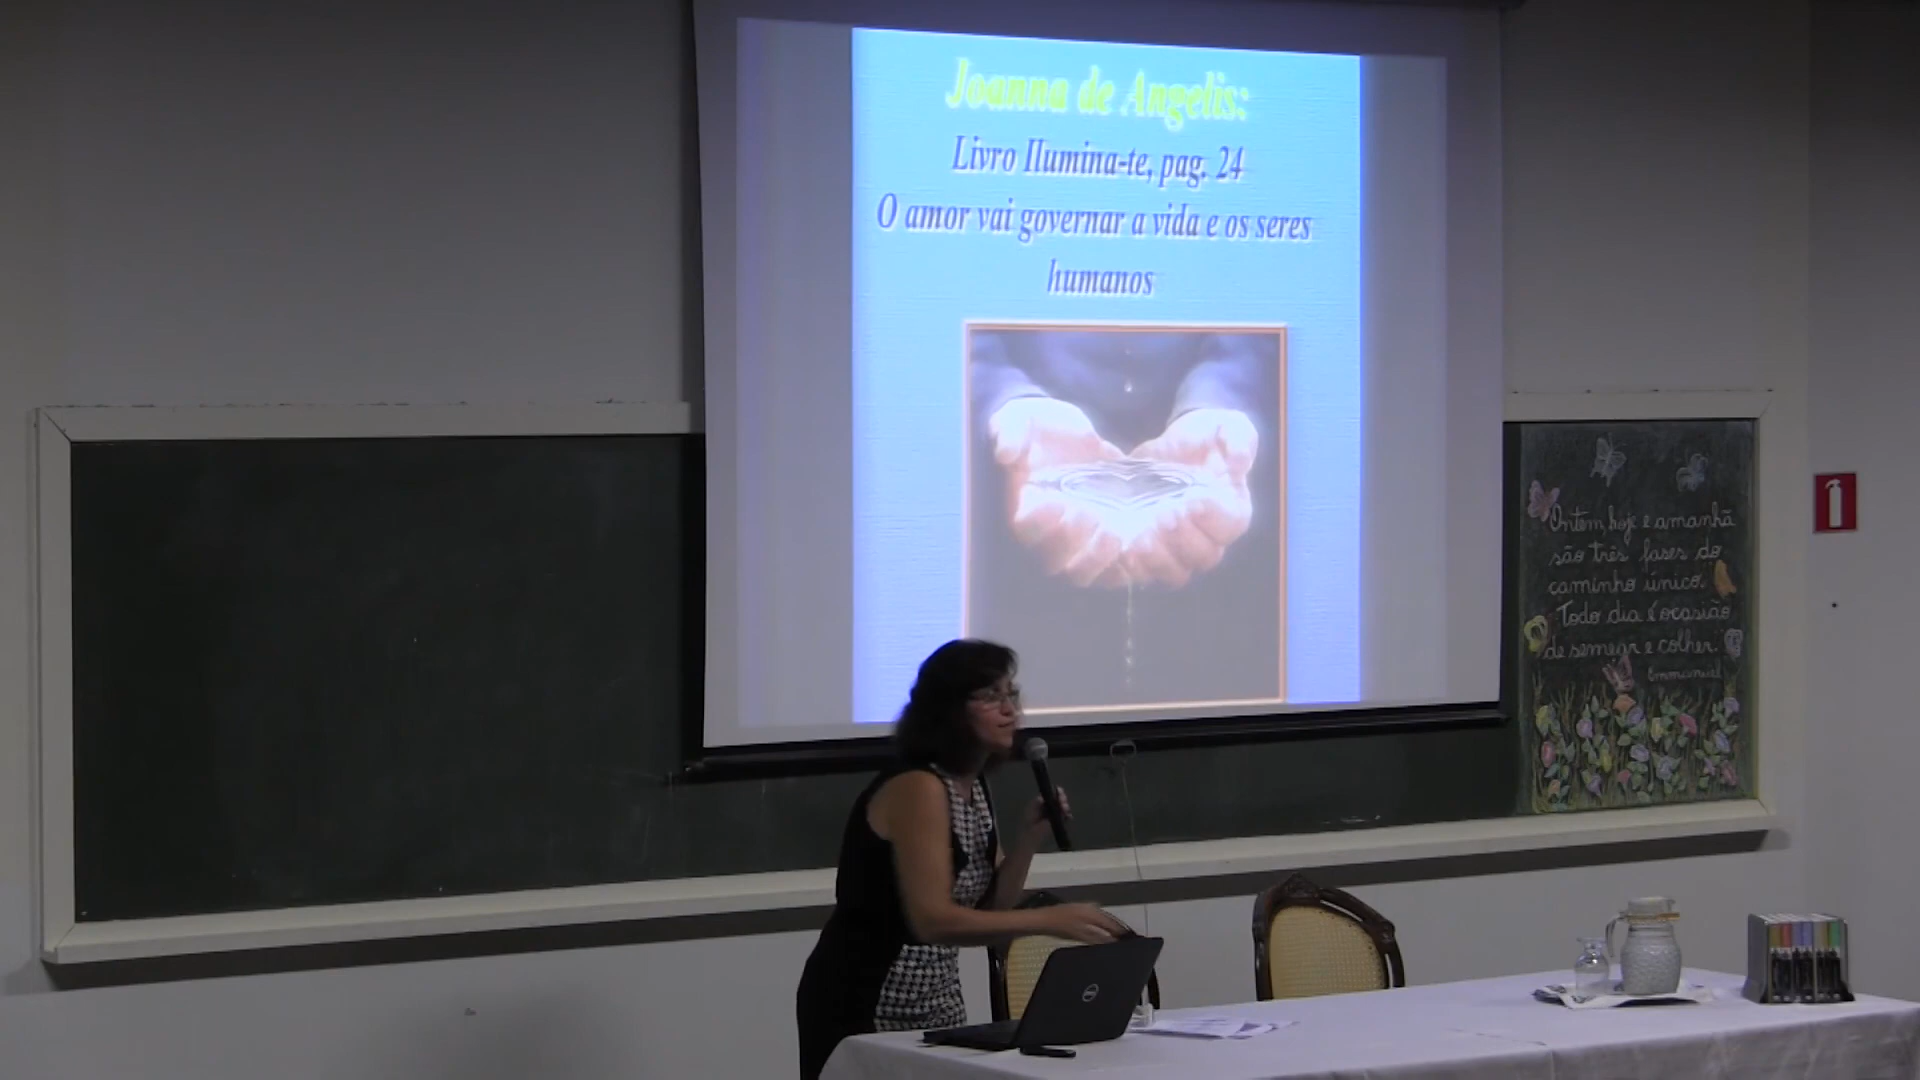 Joanna de Angelis:
Livro Ilumina-te, pag. 24
O amor vai governar a vida e os seres
humanos
Ontem, hoje e amanhã
são três fases do
caminho único.
Todo dia é ocasião
de semear e colher.
Emmanuel
DELL